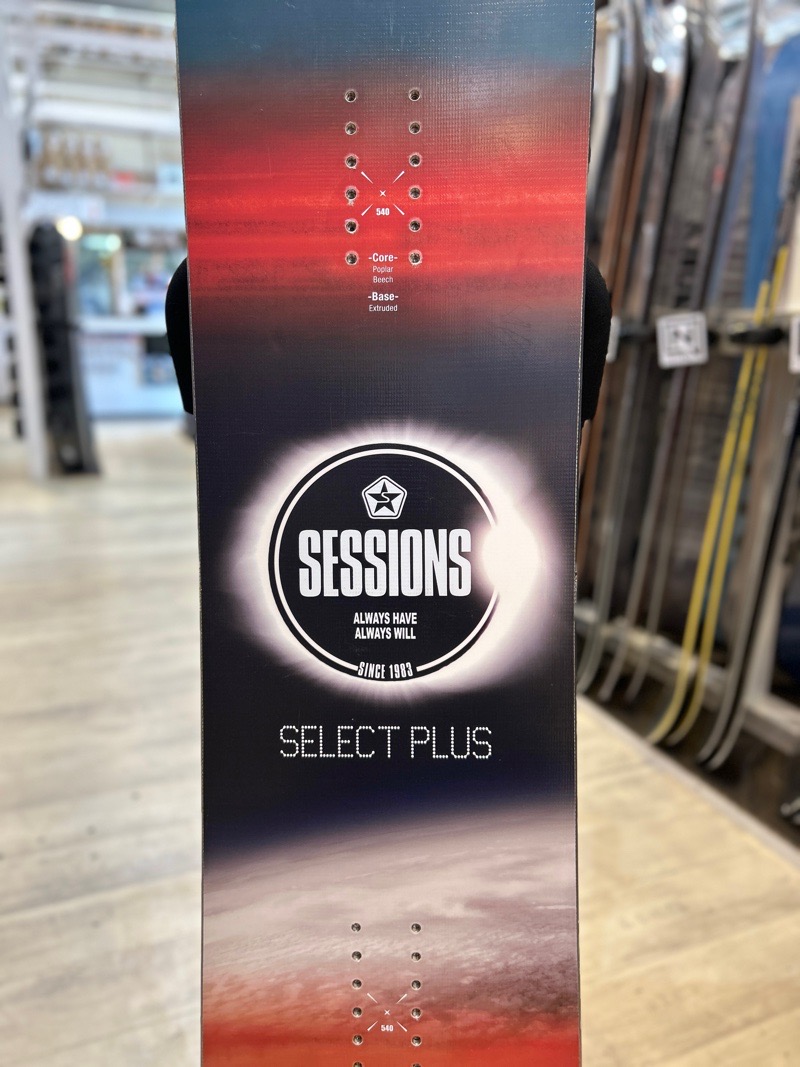 540
-Core-
Poplar
Beech
-Base-
Extruded
S
SESSIONS
ALWAYS HAVE
ALWAYS WILL
SINCE 1983
SELECT PLUS
540